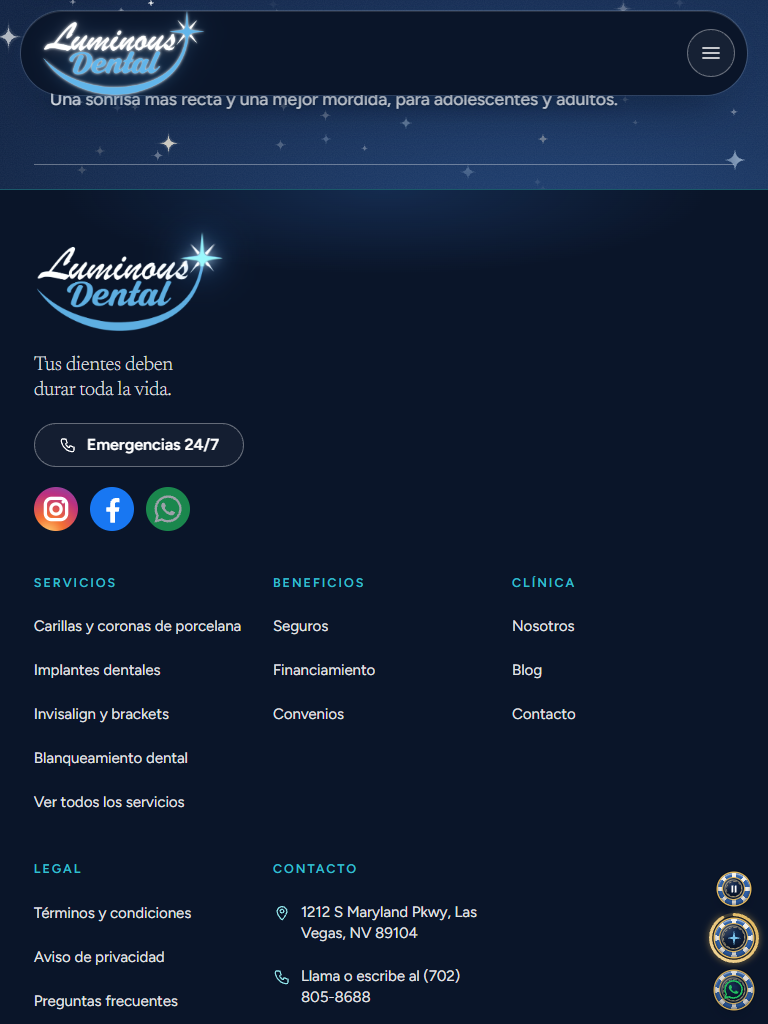 Luminous
Dental
Una sonrisa más recta y una mejor mordida, para adolescentes y adultos.
Luminous
Dental
Tus dientes deben
durar toda la vida.
Emergencias 24/7
SERVICIOS
Carillas y coronas de porcelana
Implantes dentales
Invisalign y brackets
Blanqueamiento dental
Ver todos los servicios
BENEFICIOS
Seguros
Financiamiento
Convenios
CLÍNICA
Nosotros
Blog
Contacto
LEGAL
Términos y condiciones
Aviso de privacidad
Preguntas frecuentes
CONTACTO
1212 S Maryland Pkwy, Las
Vegas, NV 89104
Llama o escribe al (702)
805-8688